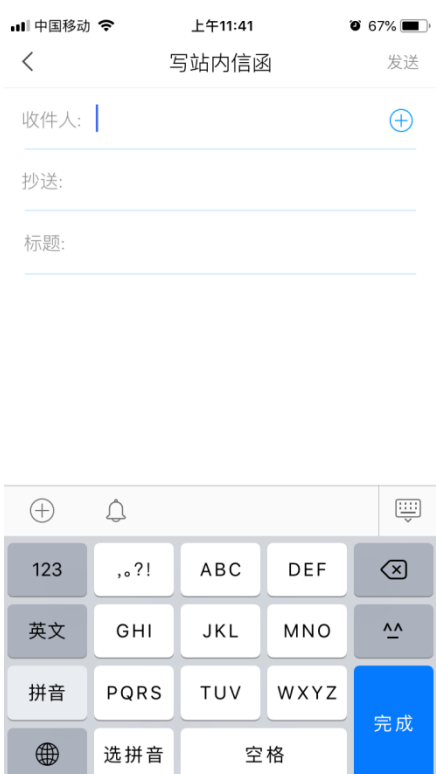 中国移动 上午11:41 67%
写站内信函 发送
收件人:
抄送:
标题:
123 ,。?! ABC DEF
英文 GHI JKL MNO ^^
拼音 PQRS TUV WXYZ
完成
选拼音 空格